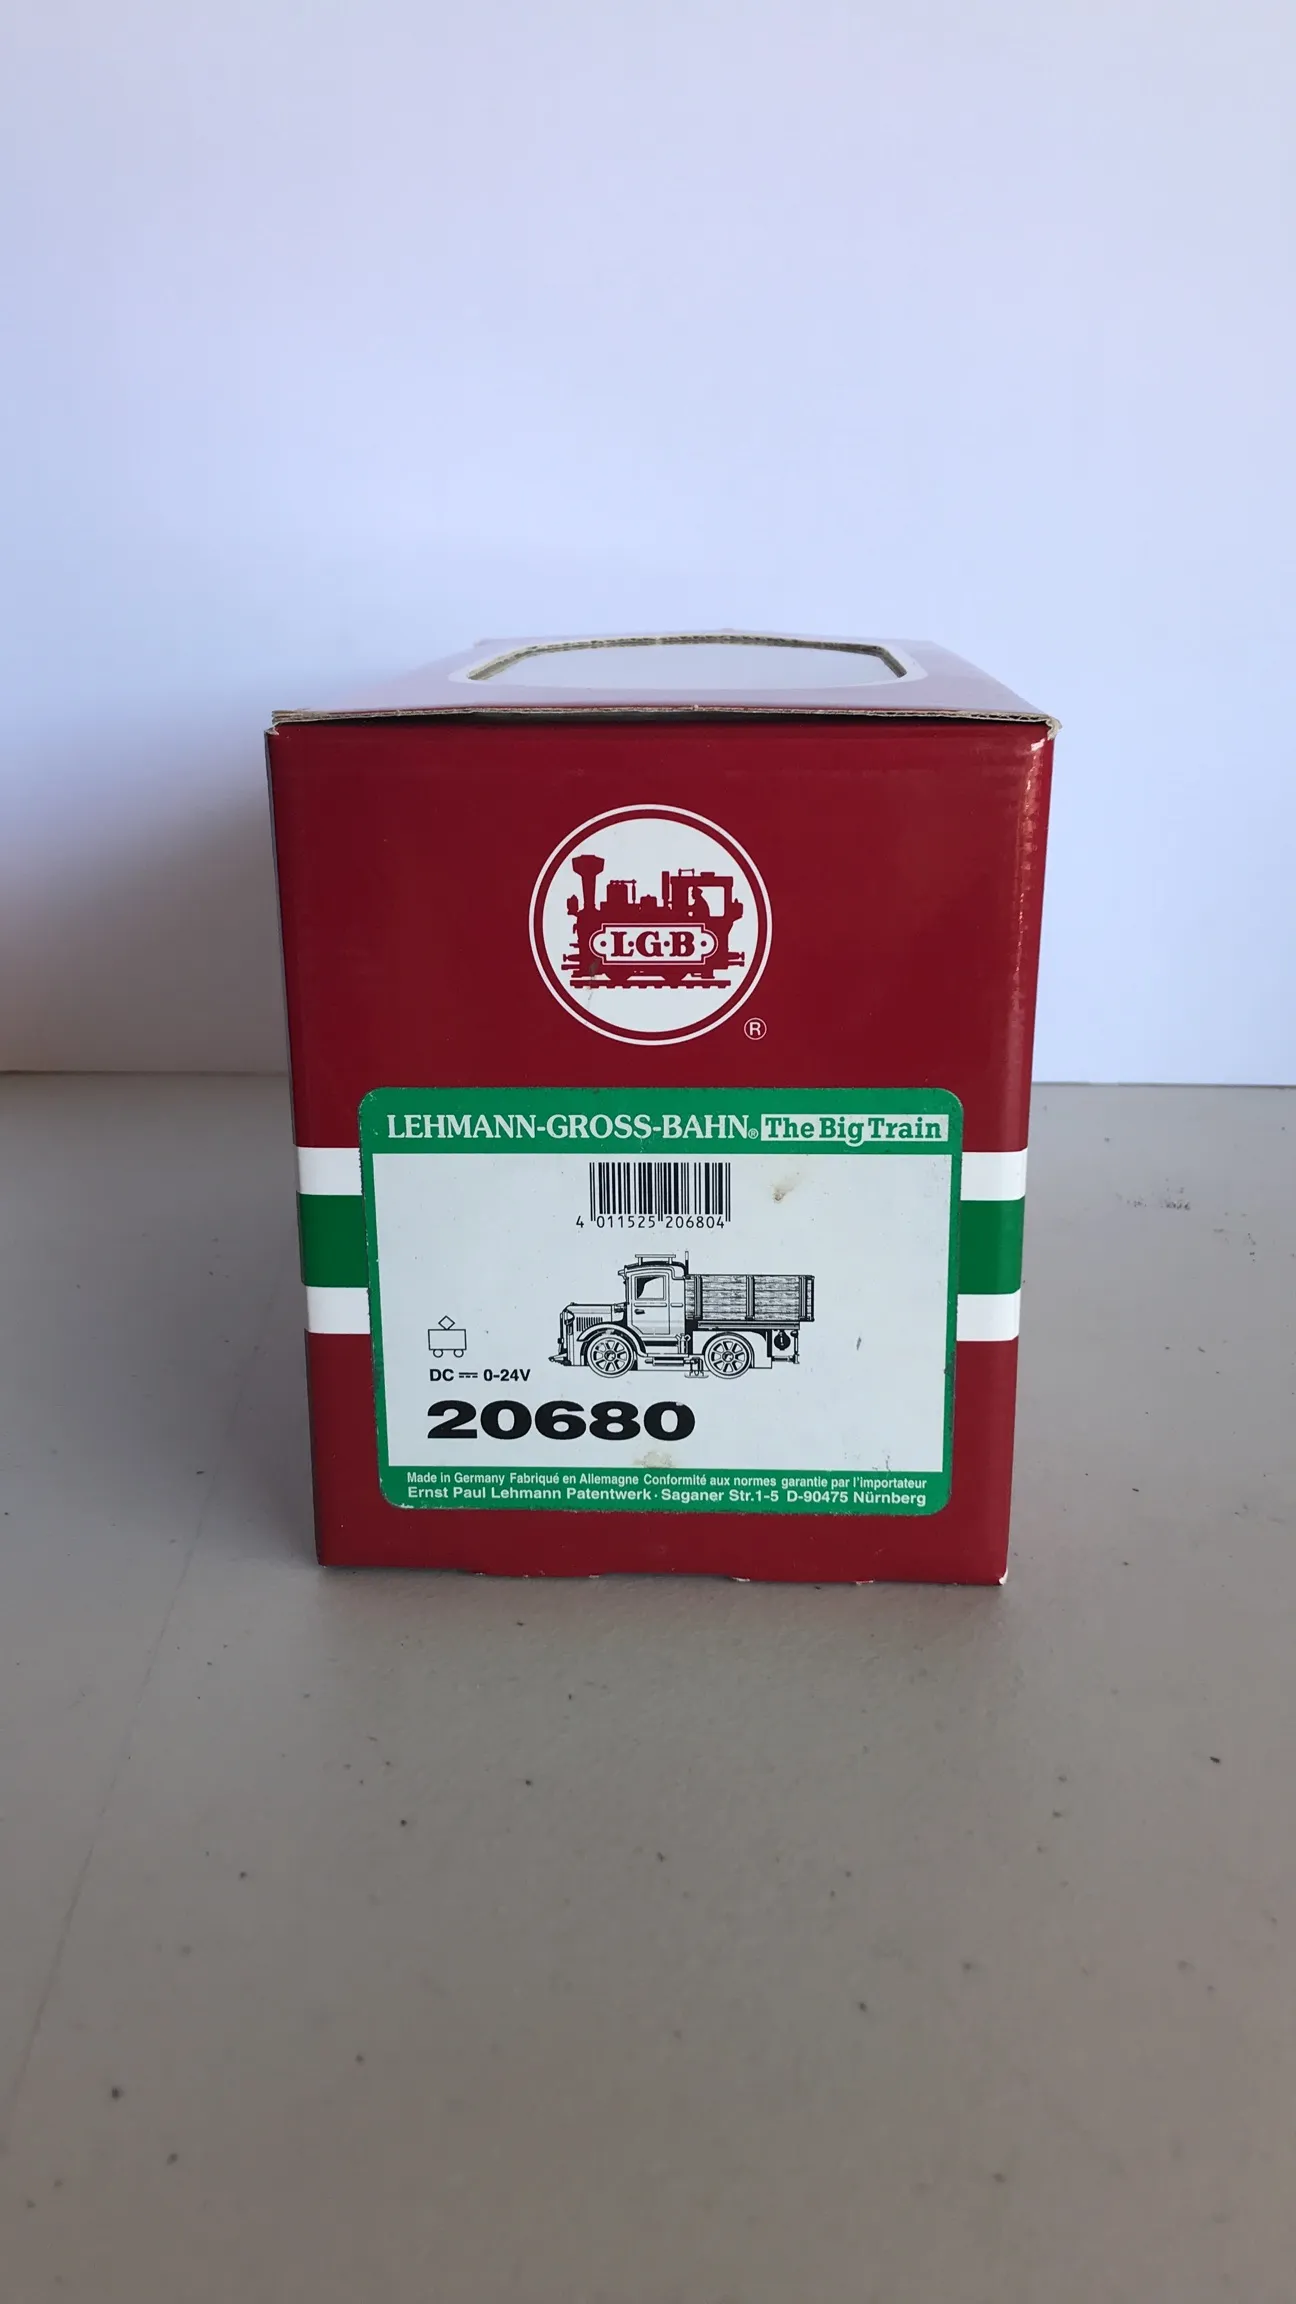 L·G·B
®
LEHMANN-GROSS-BAHN® The Big Train
4 011525 206804
DC ⎓ 0-24V
20680
Made in Germany Fabriqué en Allemagne Conformité aux normes garantie par l'importateur
Ernst Paul Lehmann Patentwerk · Saganer Str.1-5 D-90475 Nürnberg